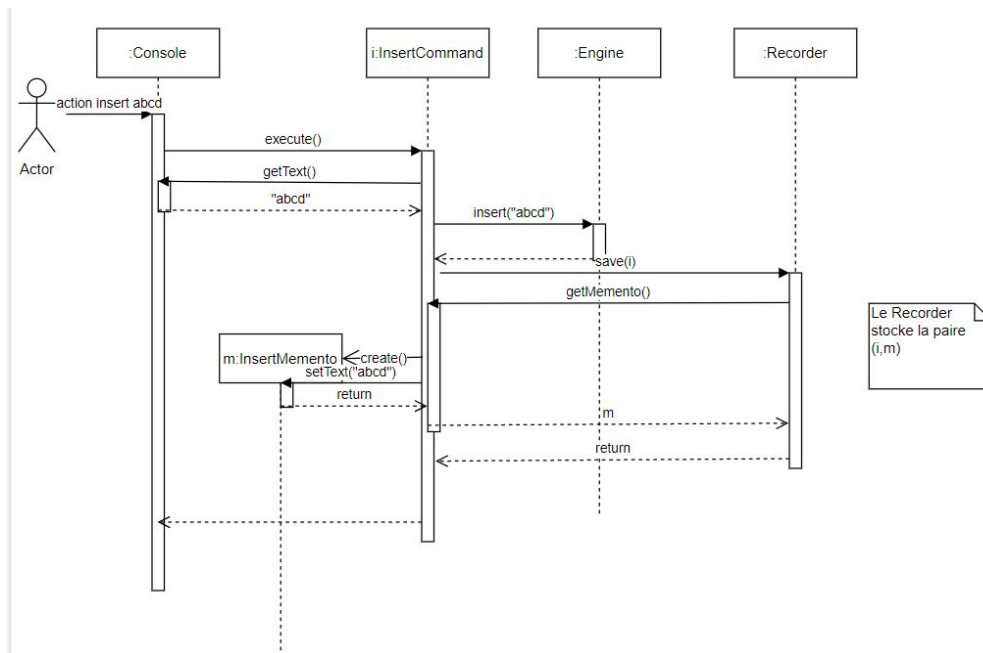 :Console
i:InsertCommand
:Engine
:Recorder
action insert abcd
Actor
execute()
getText()
"abcd"
insert("abcd")
save(i)
getMemento()
Le Recorder
stocke la paire
(i,m)
m:InsertMemento
create()
setText("abcd")
return
m
return